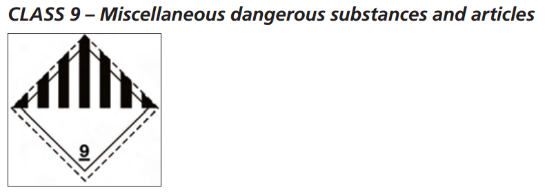 CLASS 9 – Miscellaneous dangerous substances and articles
9